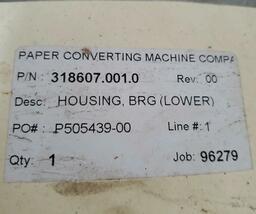 PAPER CONVERTING MACHINE COMPA
P/N : 318607.001.0 Rev: 00
Desc: HOUSING, BRG (LOWER)
PO#: P505439-00 Line #: 1
Qty: 1 Job: 96279